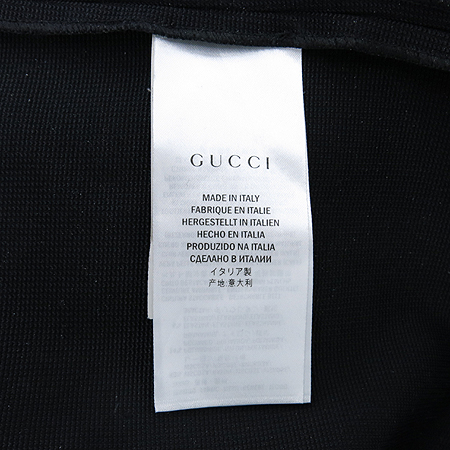 GUCCI
MADE IN ITALY
FABRIQUE EN ITALIE
HERGESTELLT IN ITALIEN
HECHO EN ITALIA
PRODUZIDO NA ITALIA
СДЕЛАНО В ИТАЛИИ
イタリア製
产地:意大利